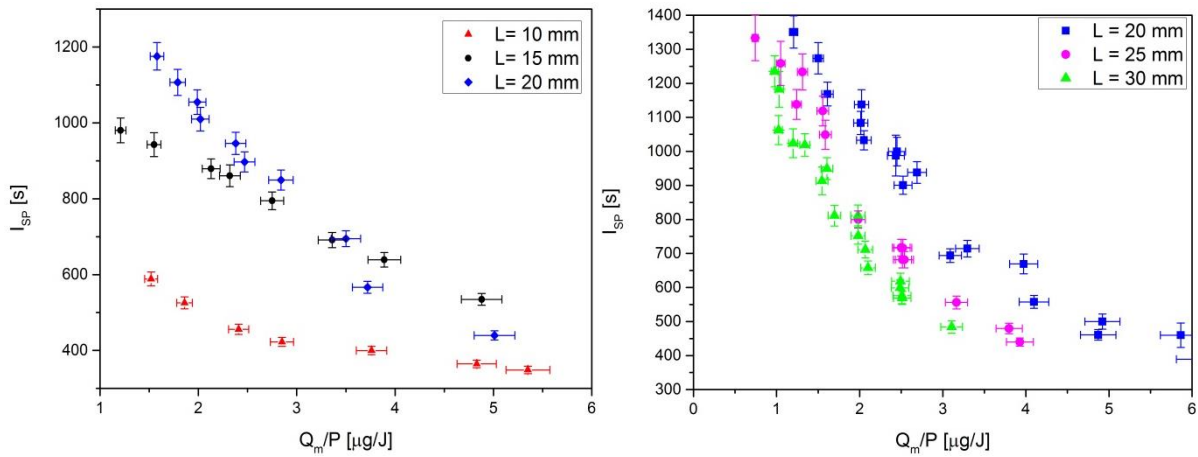 1200
1000
800
600
400
I_SP [s]
1 2 3 4 5 6
Q_m/P [µg/J]
L= 10 mm
L= 15 mm
L= 20 mm
1400
1300
1200
1100
1000
900
800
700
600
500
400
300
I_SP [s]
0 1 2 3 4 5 6
Q_m/P [µg/J]
L = 20 mm
L = 25 mm
L = 30 mm